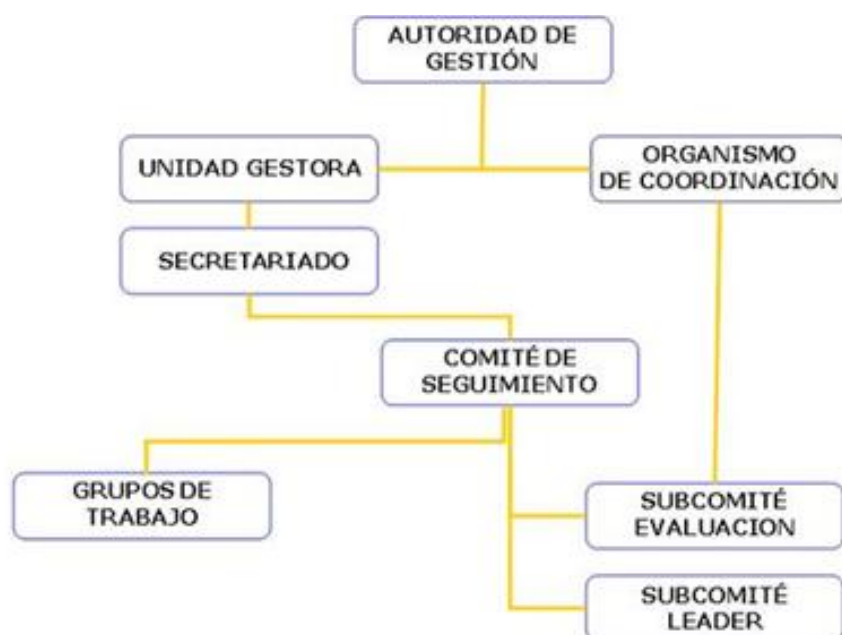 AUTORIDAD DE
GESTIÓN
UNIDAD GESTORA
ORGANISMO
DE COORDINACIÓN
SECRETARIADO
COMITÉ DE
SEGUIMIENTO
GRUPOS DE
TRABAJO
SUBCOMITÉ
EVALUACION
SUBCOMITÉ
LEADER